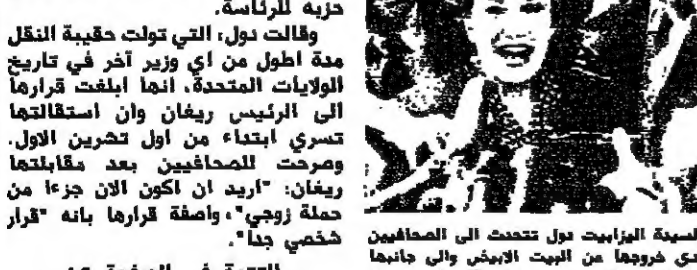 حزبه للرئاسة.
وقالت دول، التي تولت حقيبة النقل
مدة اطول من اي وزير آخر في تاريخ
الولايات المتحدة، انها ابلغت قرارها
الى الرئيس ريغان وان استقالتها
تسري ابتداء من اول تشرين الاول.
وصرحت للصحافيين بعد مقابلتها
ريغان: "اريد ان اكون الان جزءا من
حملة زوجي"، واصفة قرارها بانه "قرار
شخصي جدا".
السيدة اليزابيت دول تتحدث الى الصحافيين
خروجها من البيت الابيض والى جانبها